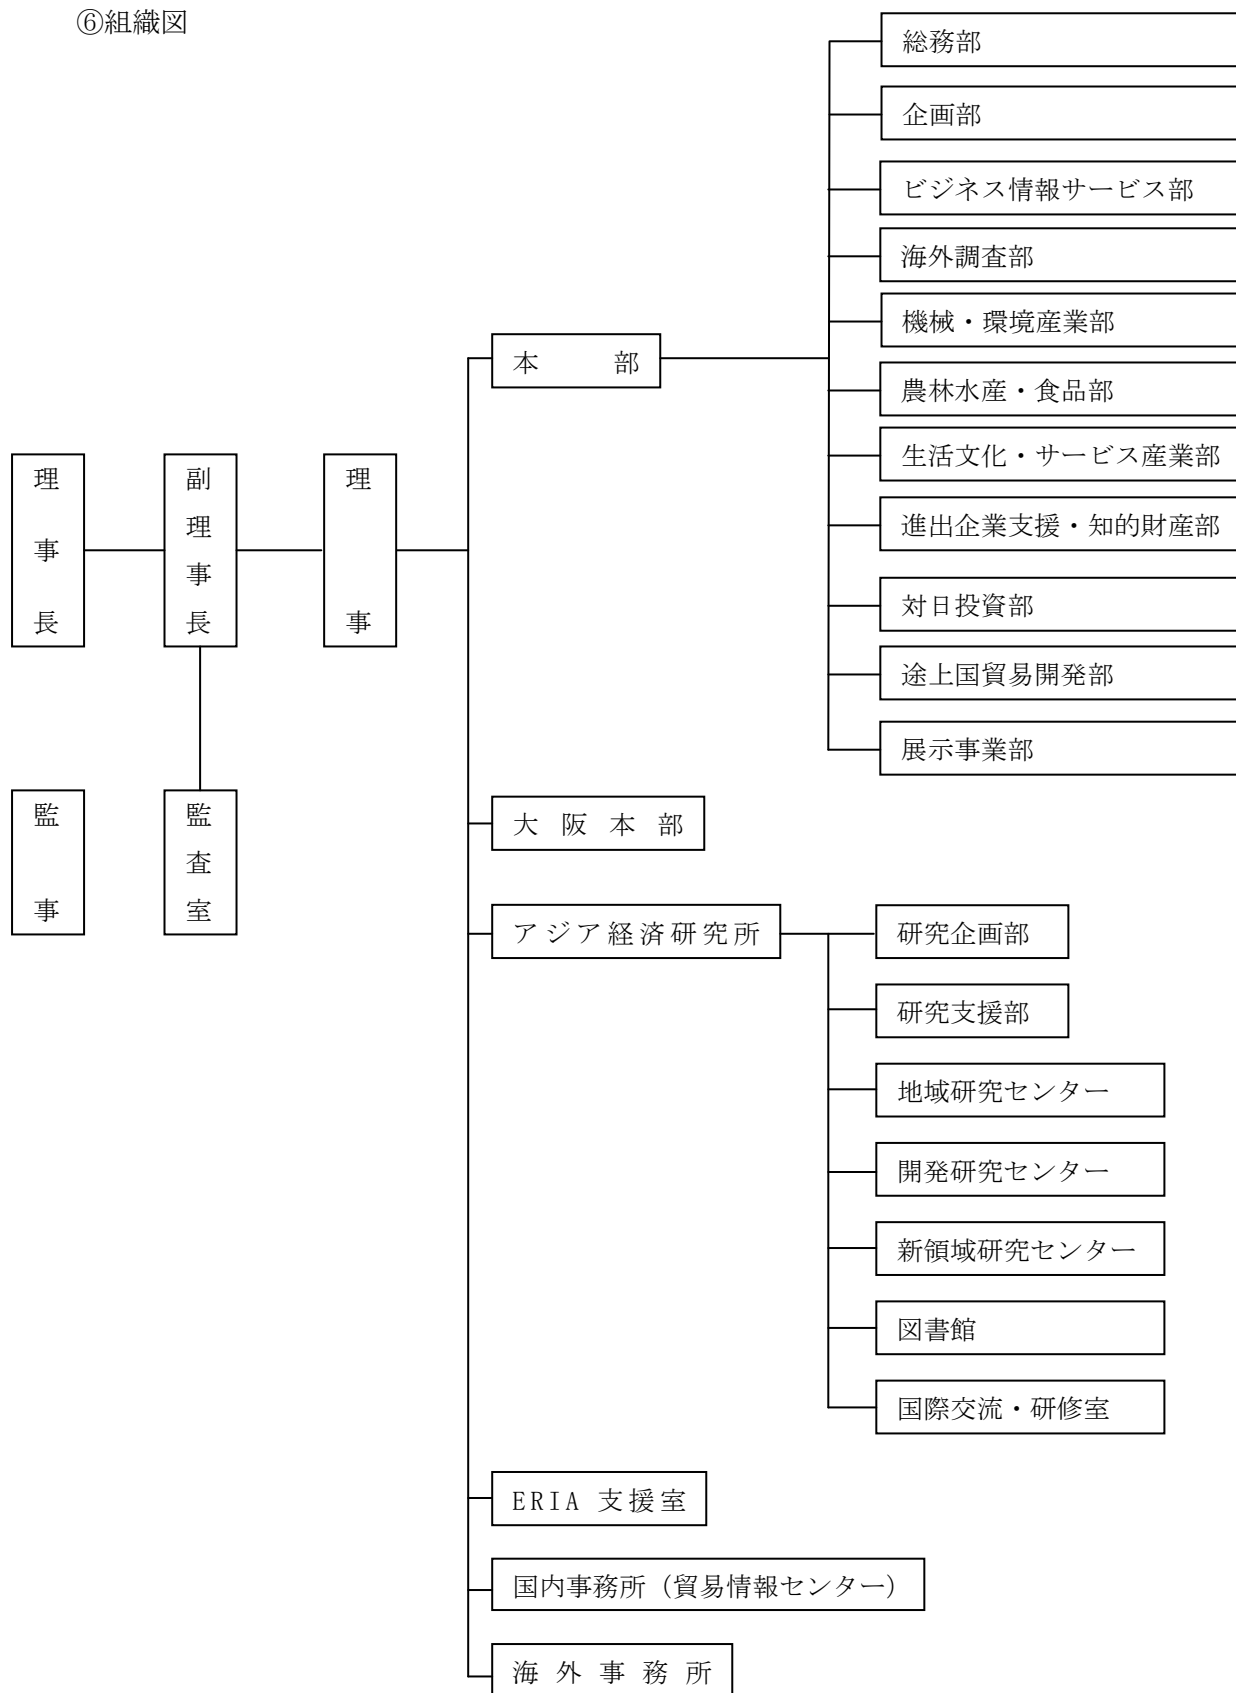 ⑥組織図
総務部
企画部
ビジネス情報サービス部
海外調査部
機械・環境産業部
本部
農林水産・食品部
生活文化・サービス産業部
理事長
副理事長
理事
進出企業支援・知的財産部
対日投資部
途上国貿易開発部
展示事業部
監事
監査室
大阪本部
アジア経済研究所
研究企画部
研究支援部
地域研究センター
開発研究センター
新領域研究センター
図書館
国際交流・研修室
ERIA 支援室
国内事務所（貿易情報センター）
海外事務所